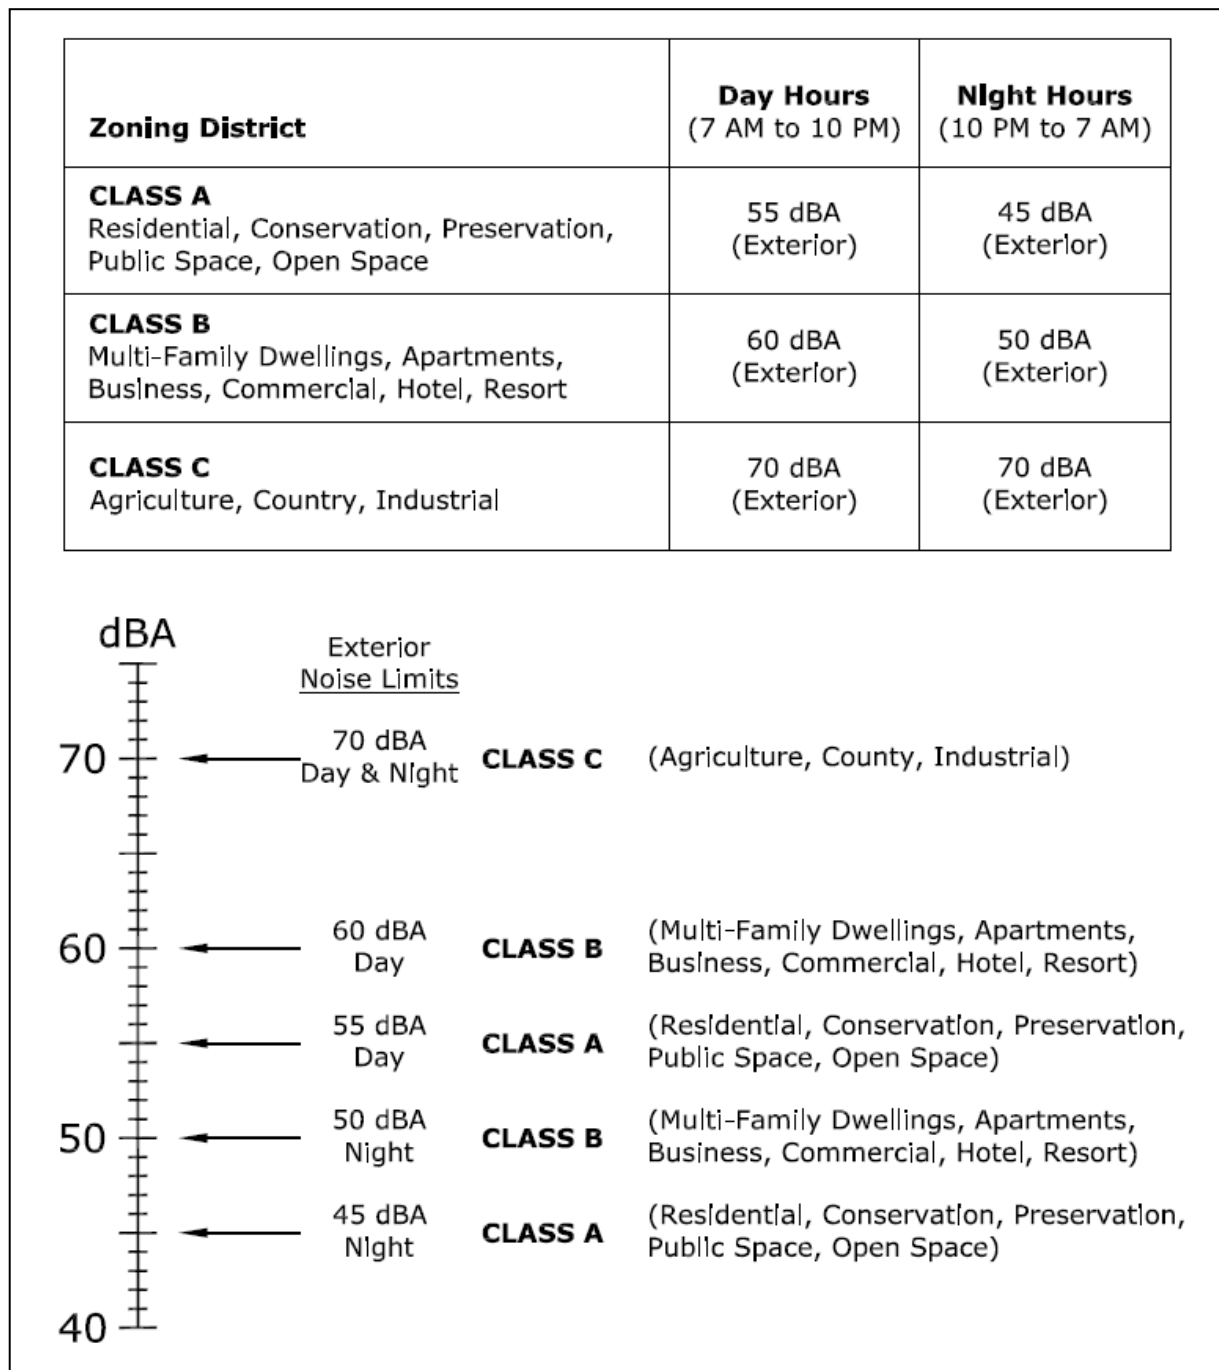 Zoning District
Day Hours
(7 AM to 10 PM)
Night Hours
(10 PM to 7 AM)
CLASS A
Residential, Conservation, Preservation,
Public Space, Open Space
55 dBA
(Exterior)
45 dBA
(Exterior)
CLASS B
Multi-Family Dwellings, Apartments,
Business, Commercial, Hotel, Resort
60 dBA
(Exterior)
50 dBA
(Exterior)
CLASS C
Agriculture, Country, Industrial
70 dBA
(Exterior)
70 dBA
(Exterior)
dBA
Exterior
Noise Limits
70
70 dBA
Day & Night
CLASS C
(Agriculture, County, Industrial)
60
60 dBA
Day
CLASS B
(Multi-Family Dwellings, Apartments,
Business, Commercial, Hotel, Resort)
55 dBA
Day
CLASS A
(Residential, Conservation, Preservation,
Public Space, Open Space)
50
50 dBA
Night
CLASS B
(Multi-Family Dwellings, Apartments,
Business, Commercial, Hotel, Resort)
45 dBA
Night
CLASS A
(Residential, Conservation, Preservation,
Public Space, Open Space)
40